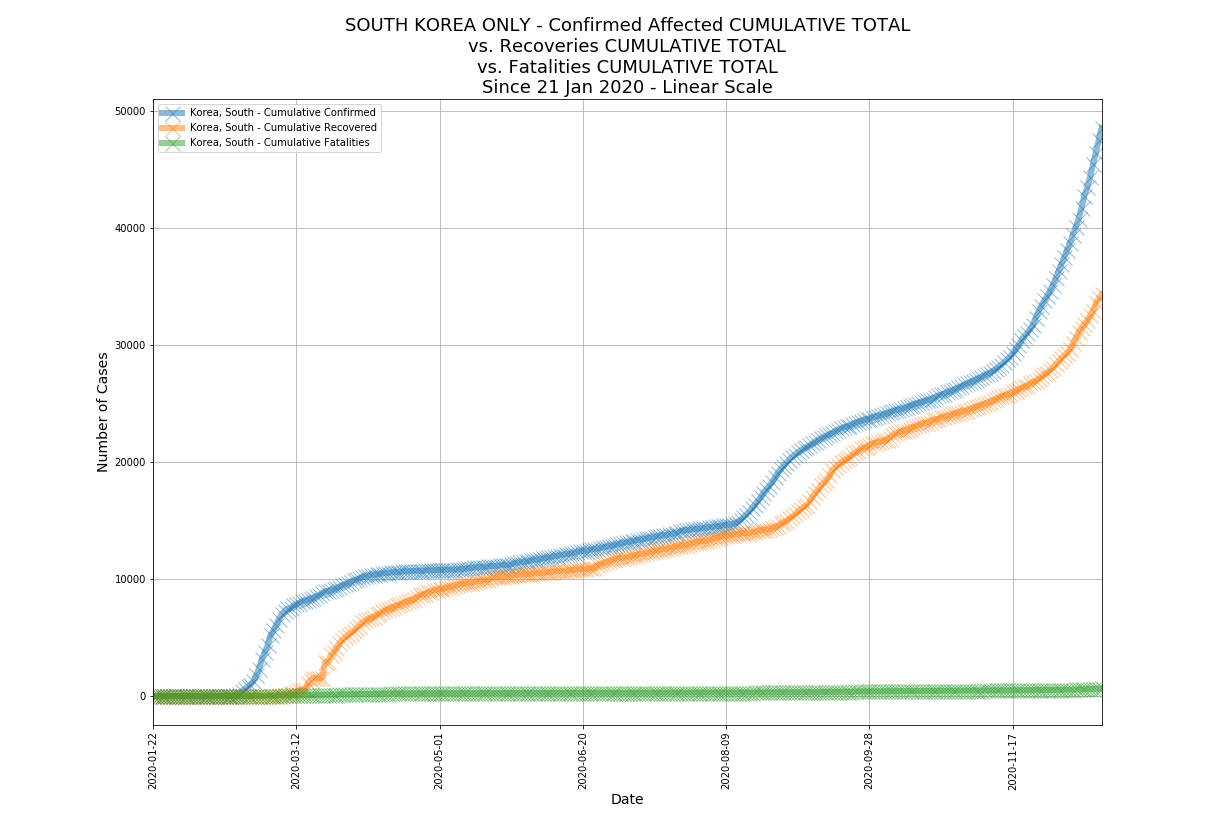 SOUTH KOREA ONLY - Confirmed Affected CUMULATIVE TOTAL
vs. Recoveries CUMULATIVE TOTAL
vs. Fatalities CUMULATIVE TOTAL
Since 21 Jan 2020 - Linear Scale
Korea, South - Cumulative Confirmed
Korea, South - Cumulative Recovered
Korea, South - Cumulative Fatalities
Number of Cases
50000
40000
30000
20000
10000
0
2020-01-22
2020-03-12
2020-05-01
2020-06-20
2020-08-09
2020-09-28
2020-11-17
Date